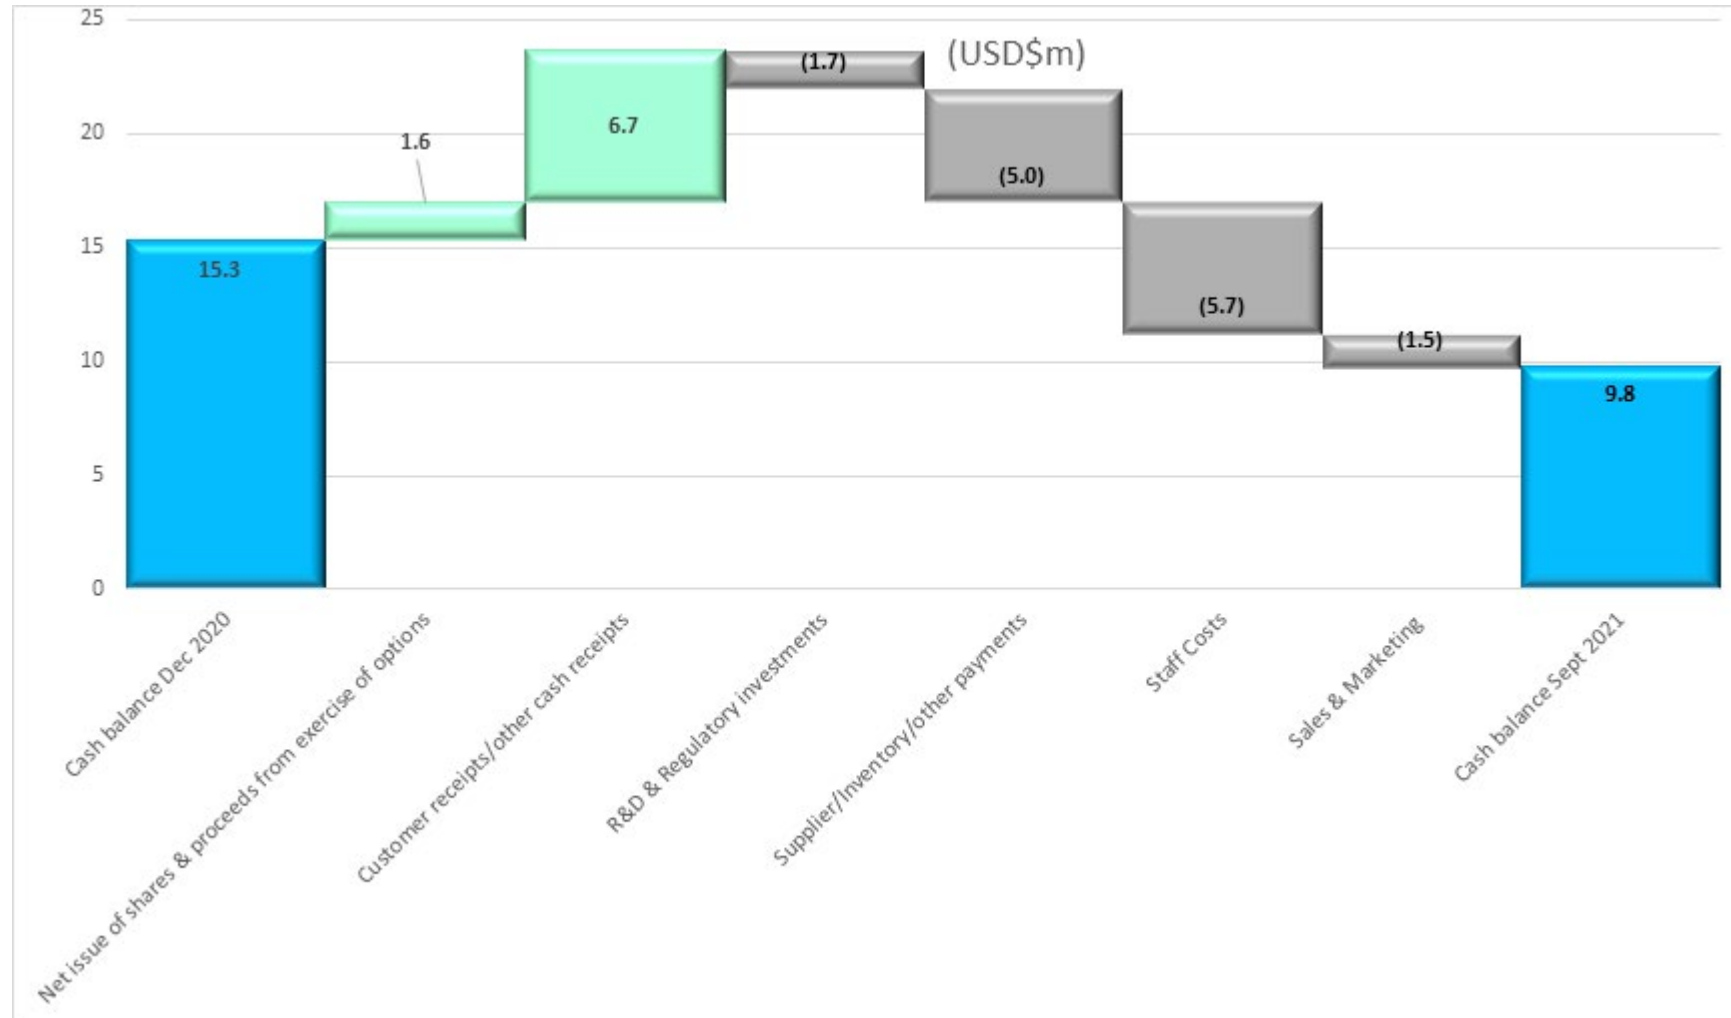 25
(USD$m)
(1.7)
20
1.6
6.7
(5.0)
15
15.3
(5.7)
10
(1.5)
9.8
5
0
Cash balance Dec 2020
Net issue of shares & proceeds from exercise of options
Customer receipts/other cash receipts
R&D & Regulatory investments
Supplier/Inventory/other payments
Staff Costs
Sales & Marketing
Cash balance Sept 2021